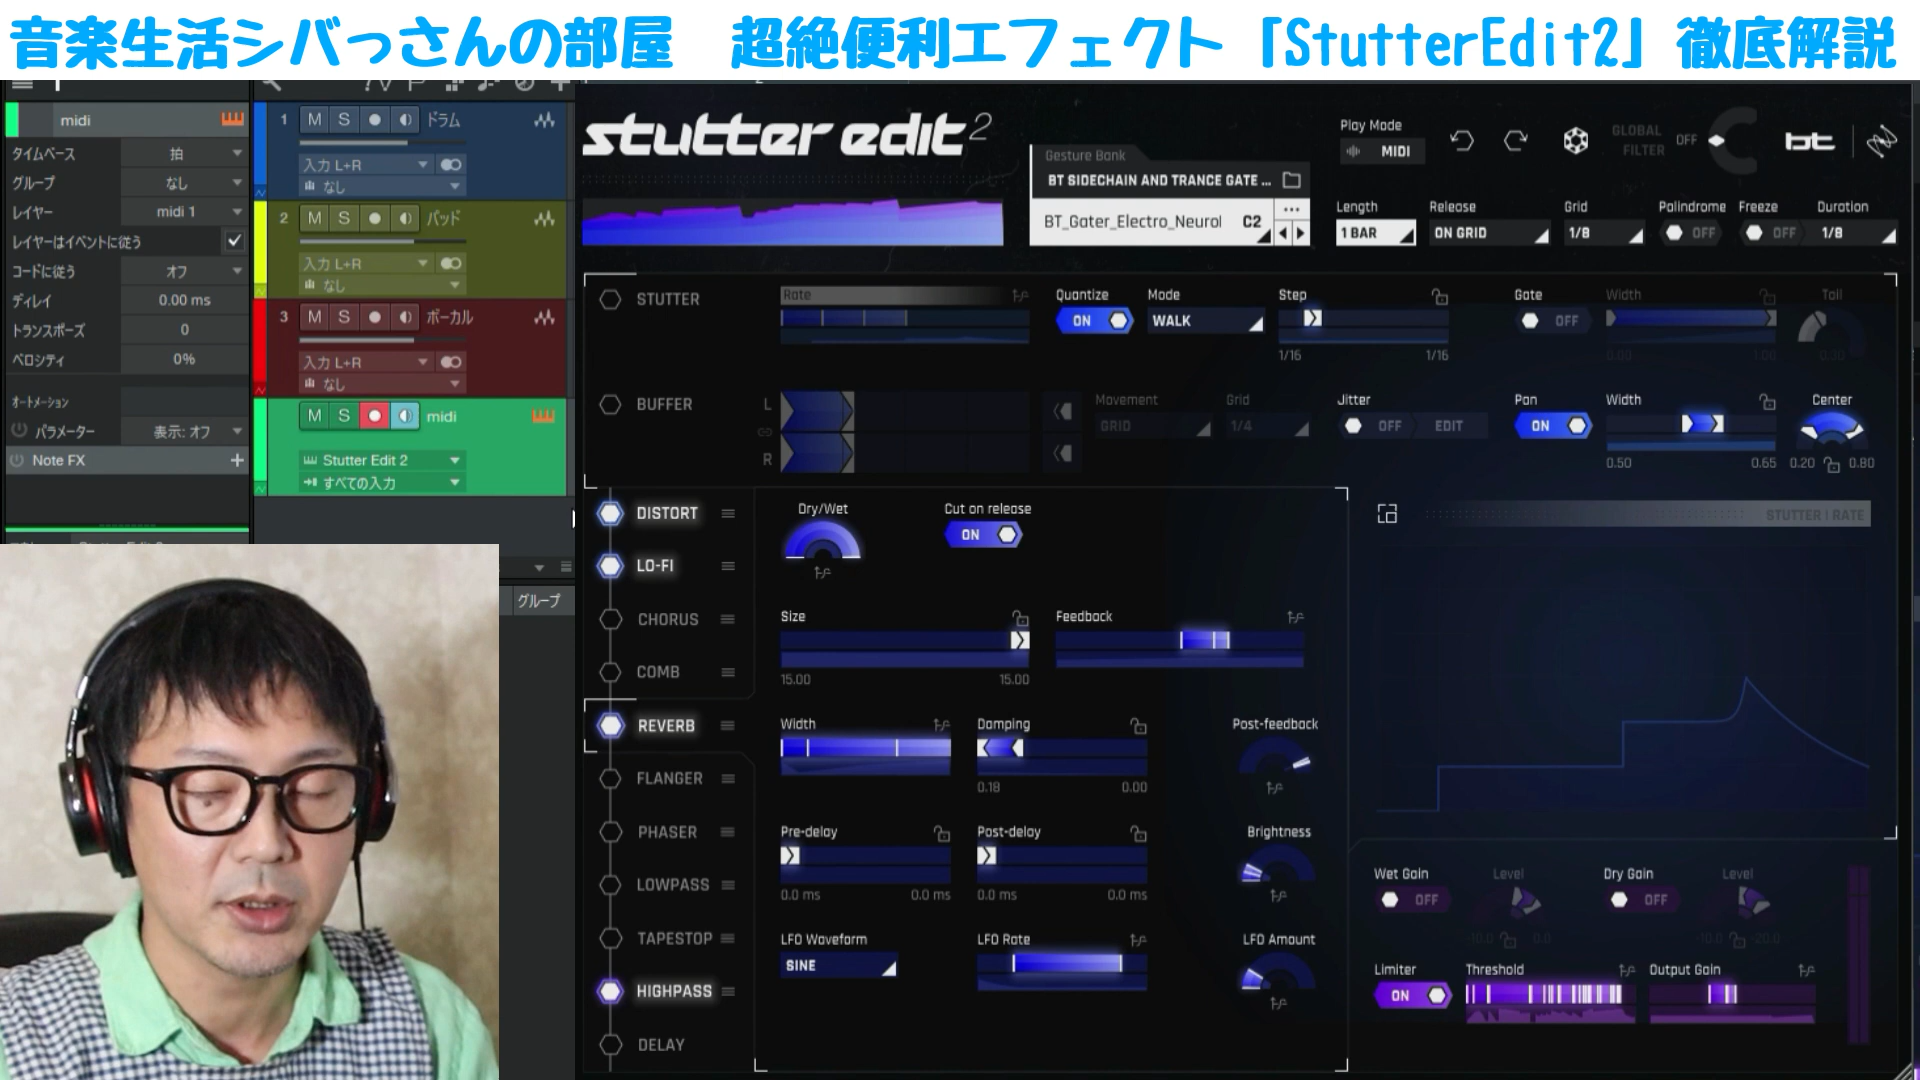 音楽生活シバっさんの部屋　超絶便利エフェクト「StutterEdit2」徹底解説
midi
タイムベース 拍
グループ なし
レイヤー midi 1
レイヤーはイベントに従う
コードに従う オフ
ディレイ 0.00 ms
トランスポーズ 0
ベロシティ 0%
オートメーション
パラメーター 表示: オフ
Note FX
1 M S ドラム
入力 L+R
なし
2 M S パッド
入力 L+R
なし
3 M S ボーカル
入力 L+R
なし
M S midi
Stutter Edit 2
すべての入力
グループ
stutter edit 2
Gesture Bank
BT SIDECHAIN AND TRANCE GATE ...
BT_Gater_Electro_Neurol C2
Play Mode
MIDI
GLOBAL FILTER OFF
bt
Length Release Grid Palindrome Freeze Duration
1 BAR ON GRID 1/8 OFF OFF 1/8
STUTTER
Rate
Quantize ON
Mode WALK
Step
1/16 1/16
Gate OFF
Width
0.00 1.00
Tail
0.00
BUFFER
L
R
Movement GRID
Grid 1/4
Jitter OFF EDIT
Pan ON
Width
0.50 0.65
Center
0.20 0.80
DISTORT
LO-FI
CHORUS
COMB
REVERB
FLANGER
PHASER
LOWPASS
TAPESTOP
HIGHPASS
DELAY
Dry/Wet
Cut on release
ON
Size
15.00 15.00
Feedback
Width
Damping
0.18 0.00
Post-feedback
Pre-delay
0.0 ms 0.0 ms
Post-delay
0.0 ms 0.0 ms
Brightness
LFO Waveform
SINE
LFO Rate
LFO Amount
STUTTER | RATE
Wet Gain OFF
Level
-10.0 0.0
Dry Gain OFF
Level
-10.0 -20.0
Limiter ON
Threshold
Output Gain